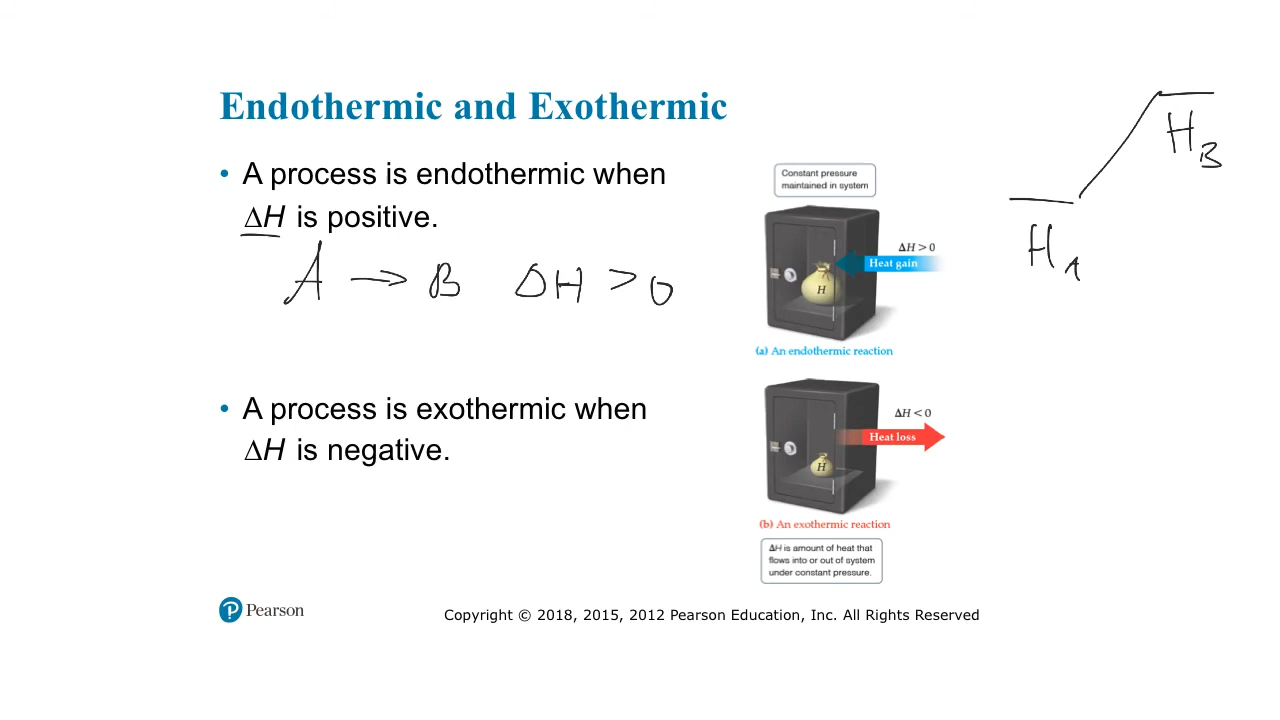 Endothermic and Exothermic
• A process is endothermic when
ΔH is positive.
A → B ΔH > 0
Constant pressure
maintained in system
ΔH > 0
Heat gain
H
(a) An endothermic reaction
H_B
H_A
• A process is exothermic when
ΔH is negative.
ΔH < 0
Heat loss
H
(b) An exothermic reaction
ΔH is amount of heat that
flows into or out of system
under constant pressure.
P Pearson
Copyright © 2018, 2015, 2012 Pearson Education, Inc. All Rights Reserved